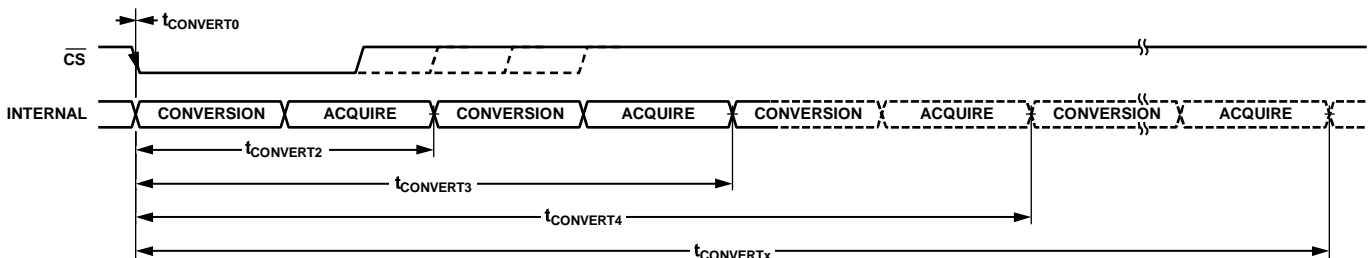 tCONVERT0
CS
INTERNAL CONVERSION ACQUIRE CONVERSION ACQUIRE CONVERSION ACQUIRE CONVERSION ACQUIRE
tCONVERT2
tCONVERT3
tCONVERT4
tCONVERTx